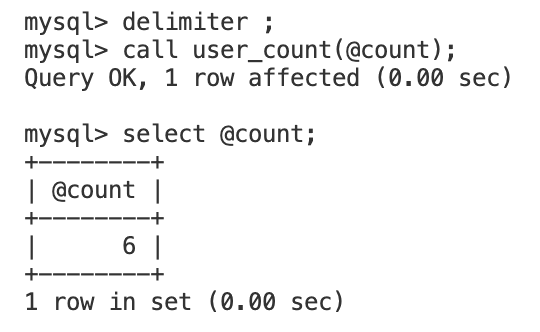 mysql> delimiter ;
mysql> call user_count(@count);
Query OK, 1 row affected (0.00 sec)

mysql> select @count;
+--------+
| @count |
+--------+
|      6 |
+--------+
1 row in set (0.00 sec)